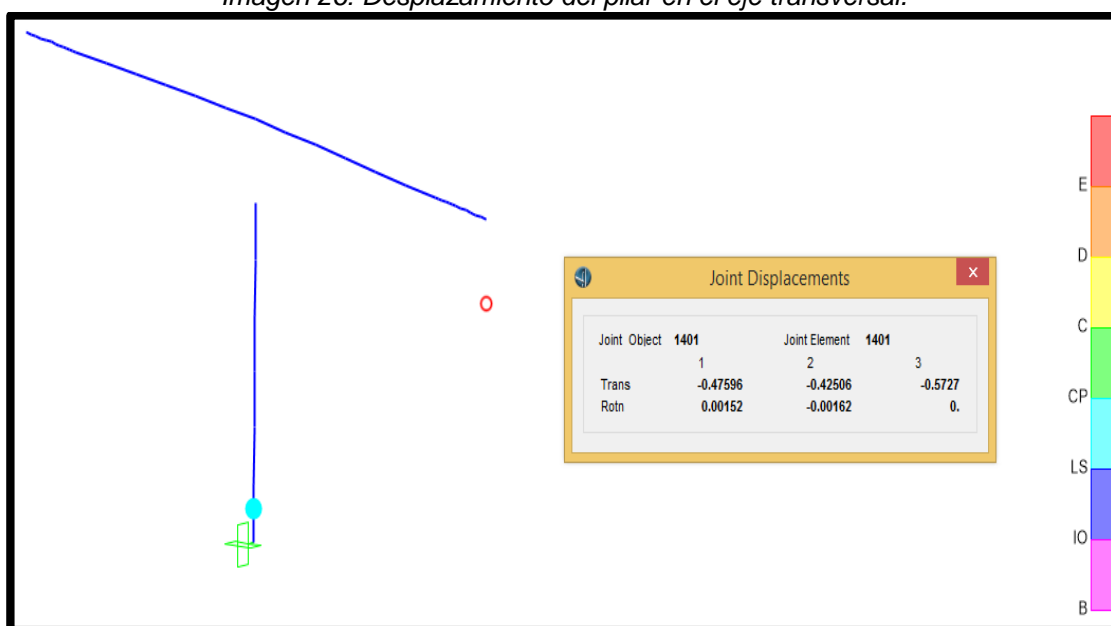 Imagen 26. Desplazamiento del pilar en el eje transversal.
Joint Displacements
x
Joint Object 1401 Joint Element 1401
1 2 3
Trans -0.47596 -0.42506 -0.5727
Rotn 0.00152 -0.00162 0.
E
D
C
CP
LS
IO
B